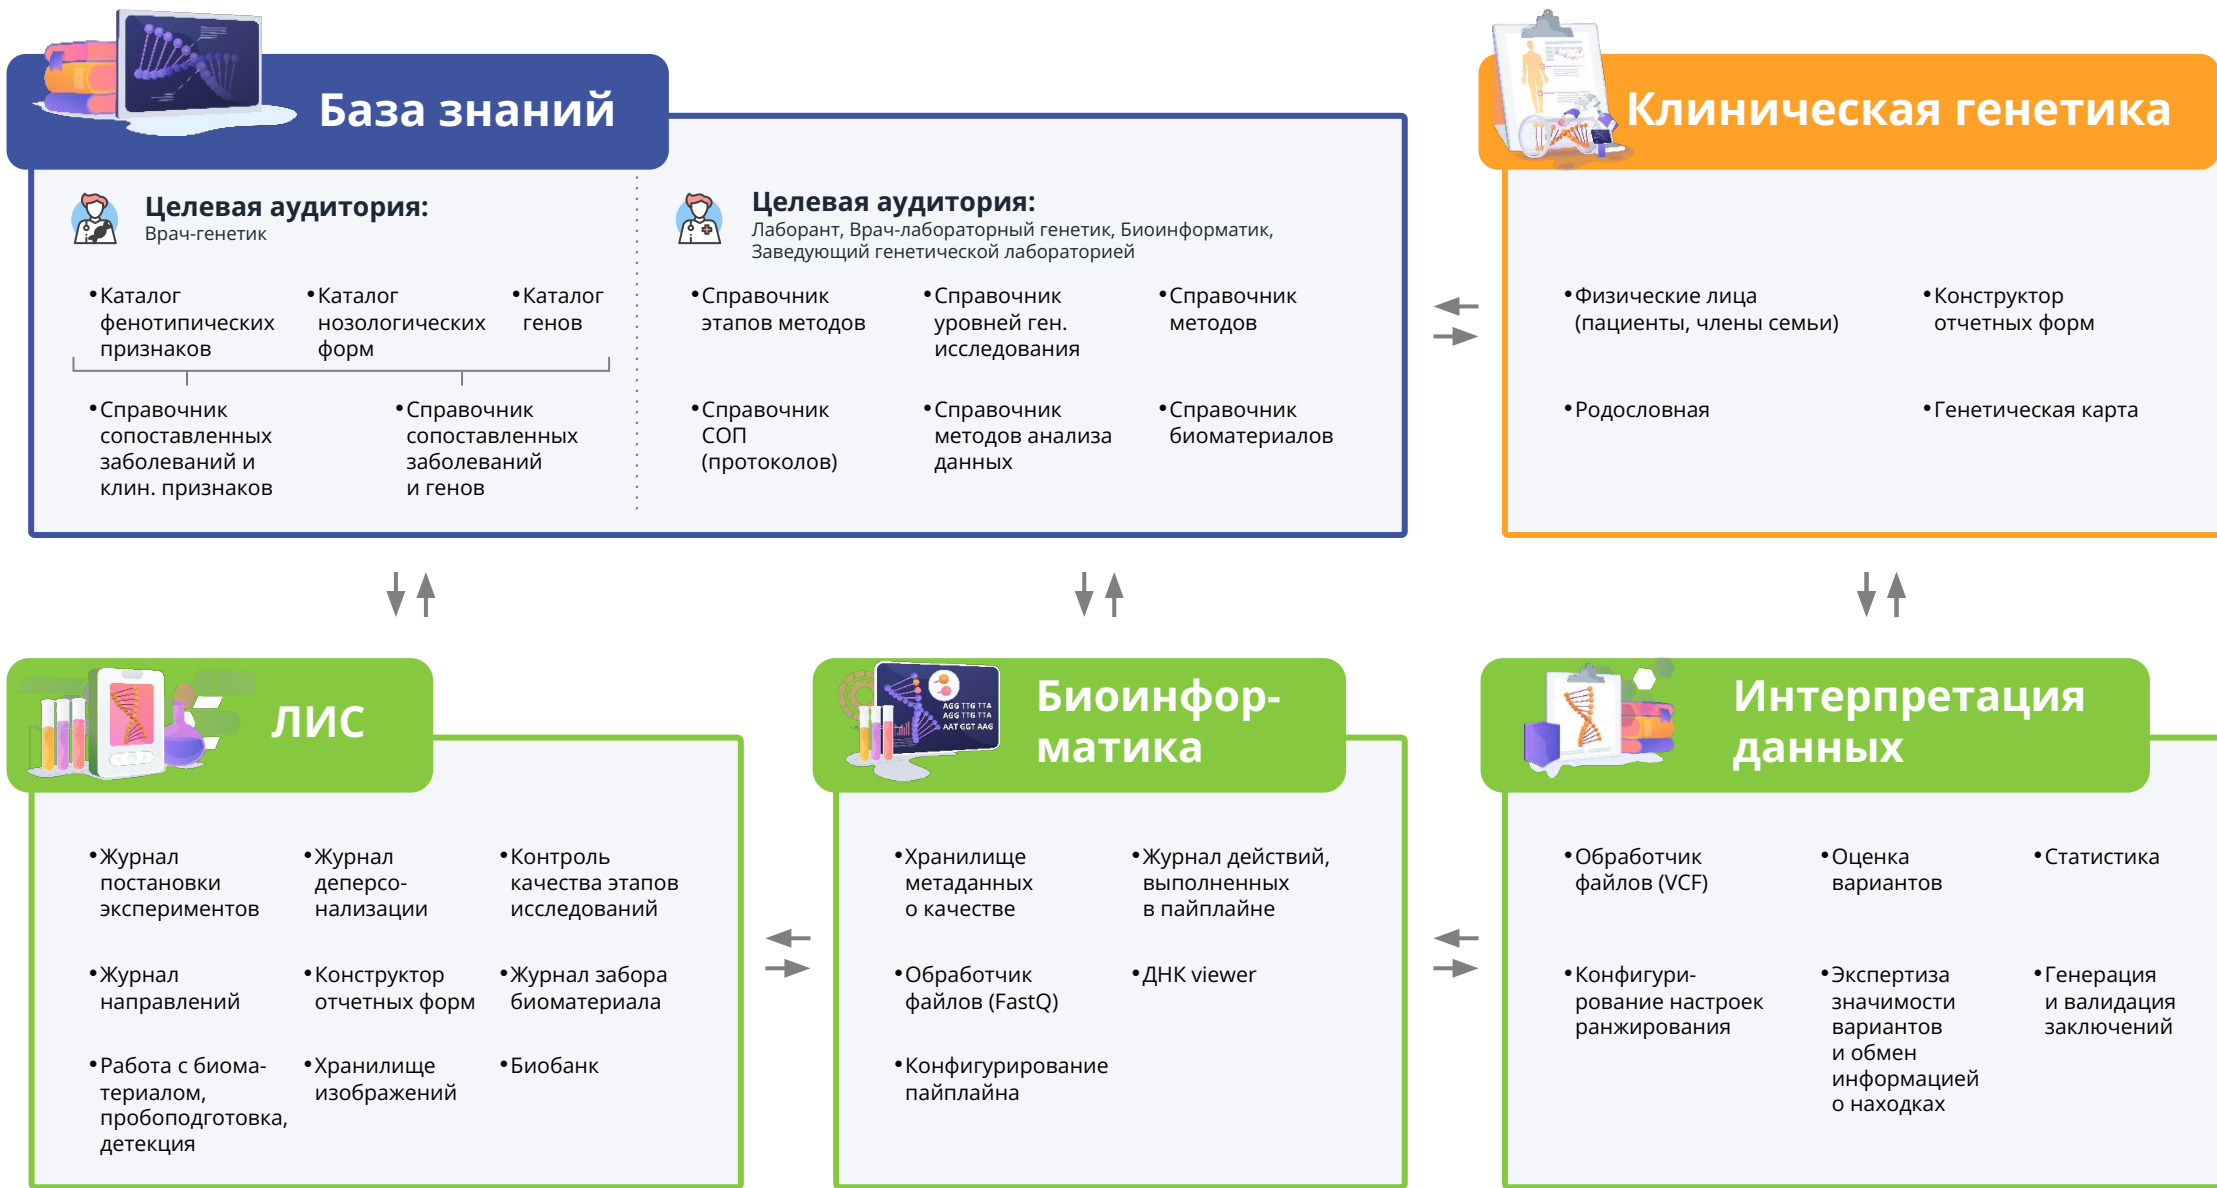 База знаний
Целевая аудитория:
Врач-генетик
•Каталог
фенотипических
признаков
•Каталог
нозологических
форм
•Каталог
генов
•Справочник
сопоставленных
заболеваний и
клин. признаков
•Справочник
сопоставленных
заболеваний
и генов
Целевая аудитория:
Лаборант, Врач-лабораторный генетик, Биоинформатик,
Заведующий генетической лабораторией
•Справочник
этапов методов
•Справочник
уровней ген.
исследования
•Справочник
методов
•Справочник
СОП
(протоколов)
•Справочник
методов анализа
данных
•Справочник
биоматериалов
Клиническая генетика
•Физические лица
(пациенты, члены семьи)
•Конструктор
отчетных форм
•Родословная
•Генетическая карта
ЛИС
•Журнал
постановки
экспериментов
•Журнал
деперсо-
нализации
•Контроль
качества этапов
исследований
•Журнал
направлений
•Конструктор
отчетных форм
•Журнал забора
биоматериала
•Работа с биома-
териалом,
пробоподготовка,
детекция
•Хранилище
изображений
•Биобанк
AGG TTG TTA
AGG TTG TTA
AAT GGT AAG
Биоинфор-
матика
•Хранилище
метаданных
о качестве
•Журнал действий,
выполненных
в пайплайне
•Обработчик
файлов (FastQ)
•ДНК viewer
•Конфигурирование
пайплайна
Интерпретация
данных
•Обработчик
файлов (VCF)
•Оценка
вариантов
•Статистика
•Конфигури-
рование настроек
ранжирования
•Экспертиза
значимости
вариантов
и обмен
информацией
о находках
•Генерация
и валидация
заключений